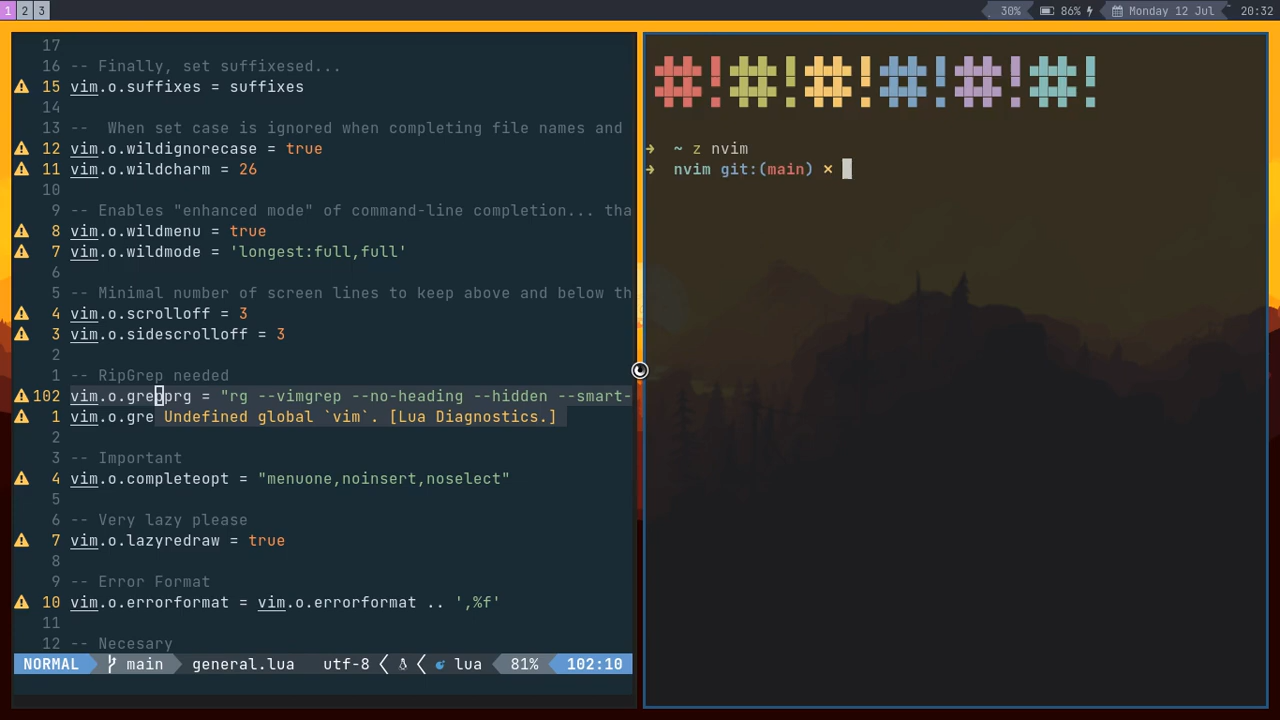 1 2 3
30% 86% Monday 12 Jul 20:32
17
16 -- Finally, set suffixesed...
15 vim.o.suffixes = suffixes
14
13 --  When set case is ignored when completing file names and
12 vim.o.wildignorecase = true
11 vim.o.wildcharm = 26
10
9 -- Enables "enhanced mode" of command-line completion... tha
8 vim.o.wildmenu = true
7 vim.o.wildmode = 'longest:full,full'
6
5 -- Minimal number of screen lines to keep above and below th
4 vim.o.scrolloff = 3
3 vim.o.sidescrolloff = 3
2
1 -- RipGrep needed
102 vim.o.grepprg = "rg --vimgrep --no-heading --hidden --smart-
1 vim.o.gre Undefined global `vim`. [Lua Diagnostics.]
2
3 -- Important
4 vim.o.completeopt = "menuone,noinsert,noselect"
5
6 -- Very lazy please
7 vim.o.lazyredraw = true
8
9 -- Error Format
10 vim.o.errorformat = vim.o.errorformat .. ',%f'
11
12 -- Necesary
NORMAL main general.lua utf-8 lua 81% 102:10
#!#!#!#!#!#!
➜ ~ z nvim
➜ nvim git:(main) ×